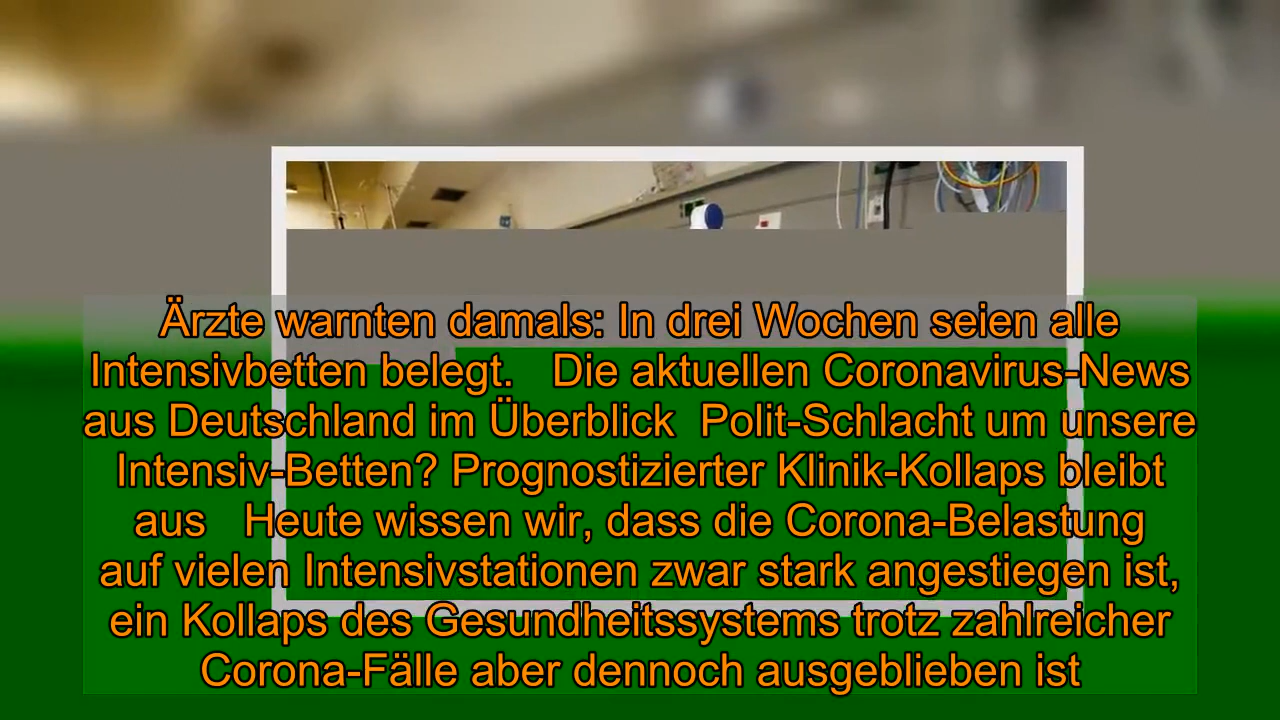 Ärzte warnten damals: In drei Wochen seien alle
Intensivbetten belegt.   Die aktuellen Coronavirus-News
aus Deutschland im Überblick  Polit-Schlacht um unsere
Intensiv-Betten? Prognostizierter Klinik-Kollaps bleibt
aus   Heute wissen wir, dass die Corona-Belastung
auf vielen Intensivstationen zwar stark angestiegen ist,
ein Kollaps des Gesundheitssystems trotz zahlreicher
Corona-Fälle aber dennoch ausgeblieben ist